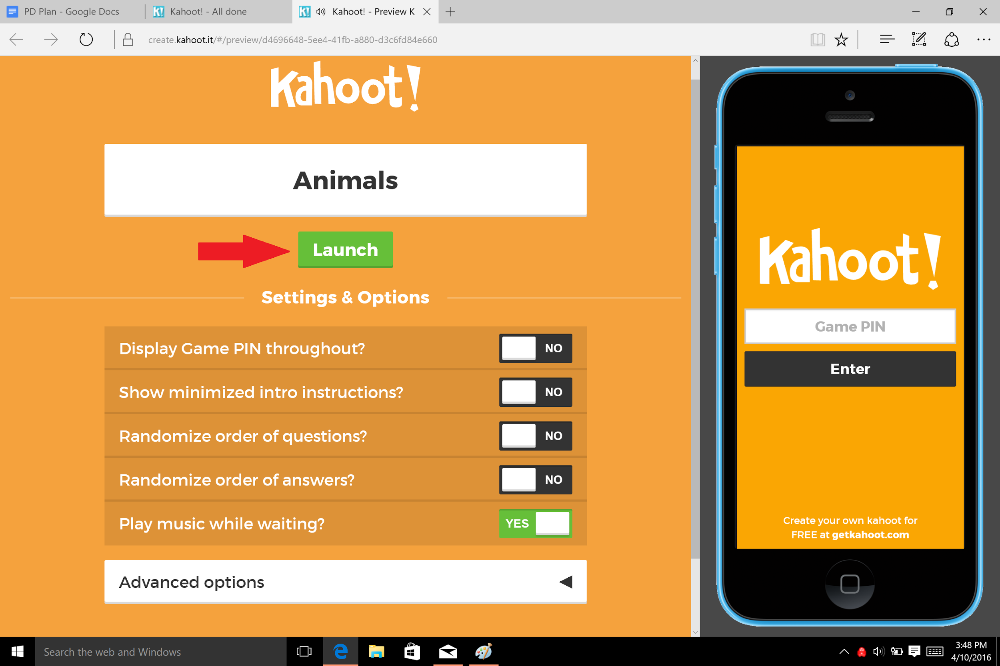 PD Plan - Google Docs
Kahoot! - All done
Kahoot! - Preview K
create.kahoot.it/#/preview/d4696648-5ee4-41fb-a880-d3c6fd84e660
Kahoot!
Animals
Launch
Settings & Options
Display Game PIN throughout?
NO
Show minimized intro instructions?
NO
Randomize order of questions?
NO
Randomize order of answers?
NO
Play music while waiting?
YES
Advanced options
Kahoot!
Game PIN
Enter
Create your own kahoot for
FREE at getkahoot.com
Search the web and Windows
3:48 PM
4/10/2016